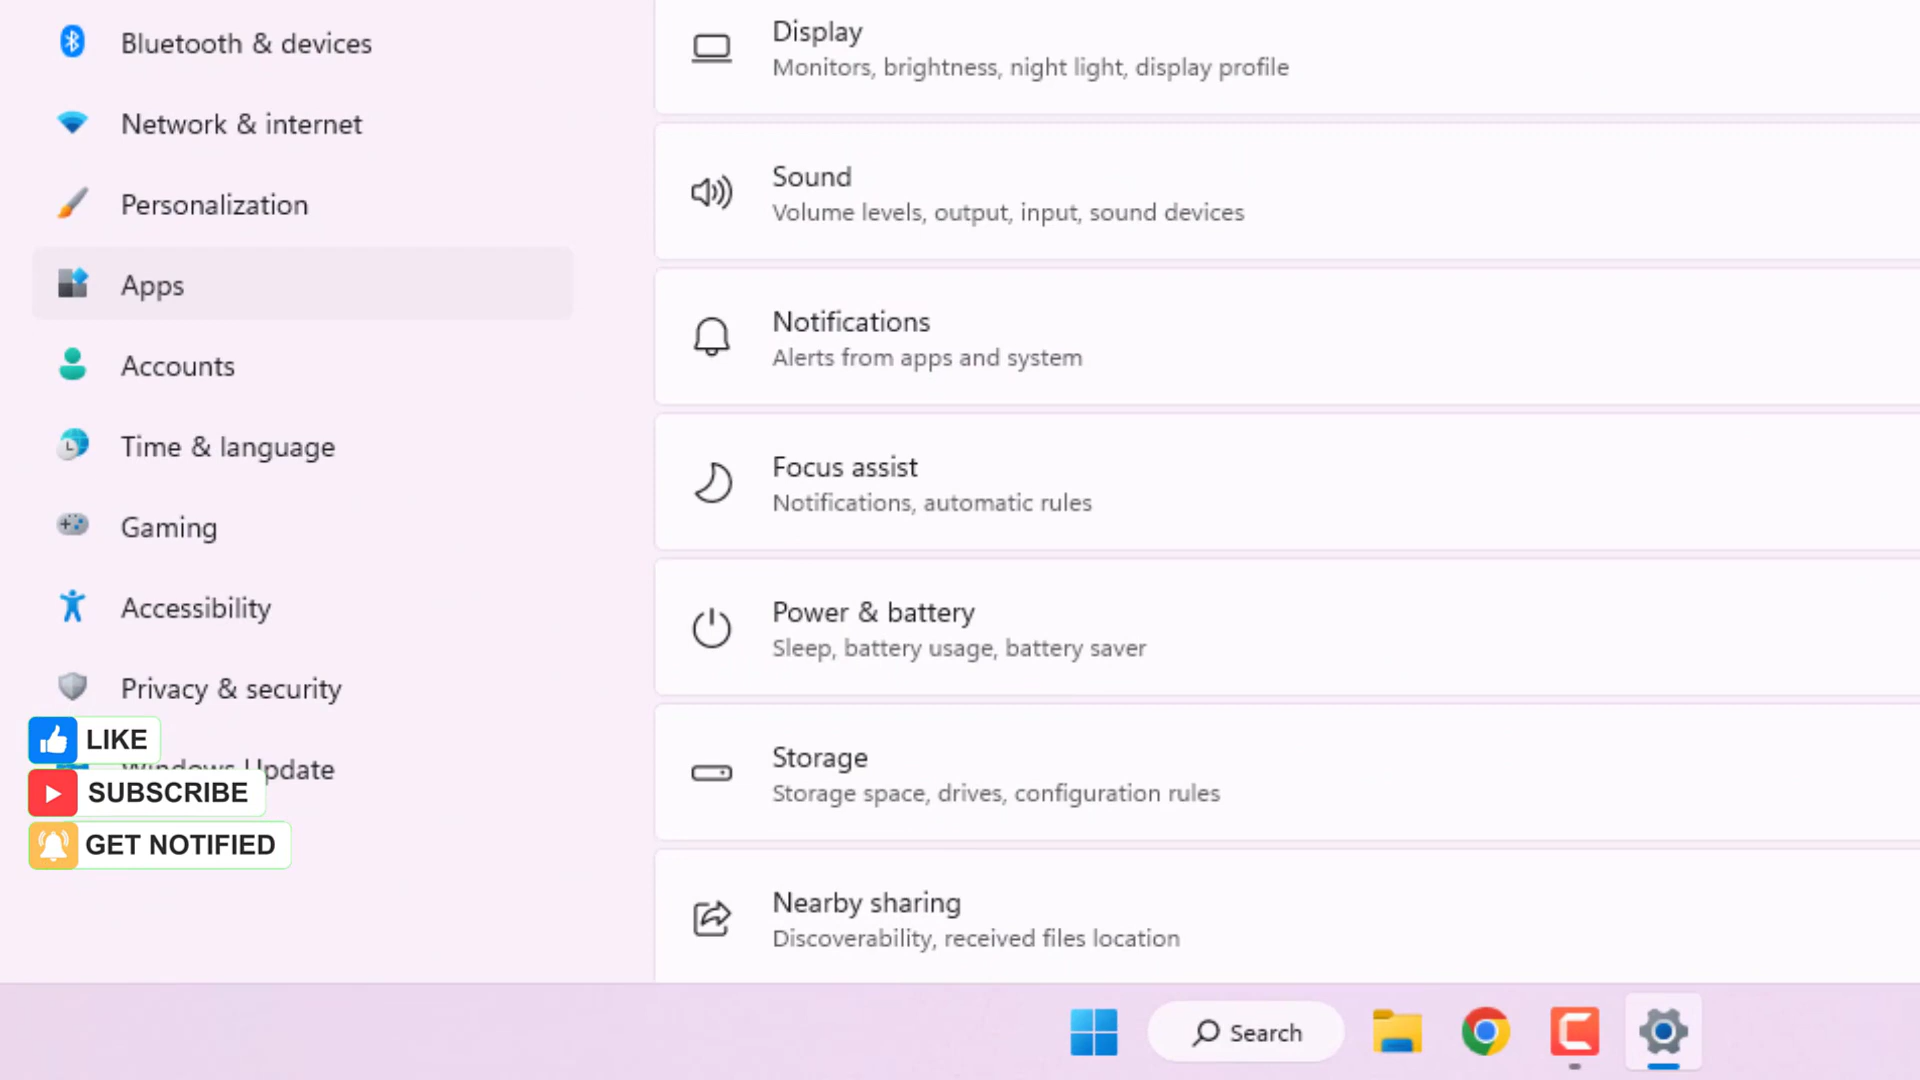 Bluetooth & devices
Network & internet
Personalization
Apps
Accounts
Time & language
Gaming
Accessibility
Privacy & security
Windows Update
LIKE
SUBSCRIBE
GET NOTIFIED
Display
Monitors, brightness, night light, display profile
Sound
Volume levels, output, input, sound devices
Notifications
Alerts from apps and system
Focus assist
Notifications, automatic rules
Power & battery
Sleep, battery usage, battery saver
Storage
Storage space, drives, configuration rules
Nearby sharing
Discoverability, received files location
Search